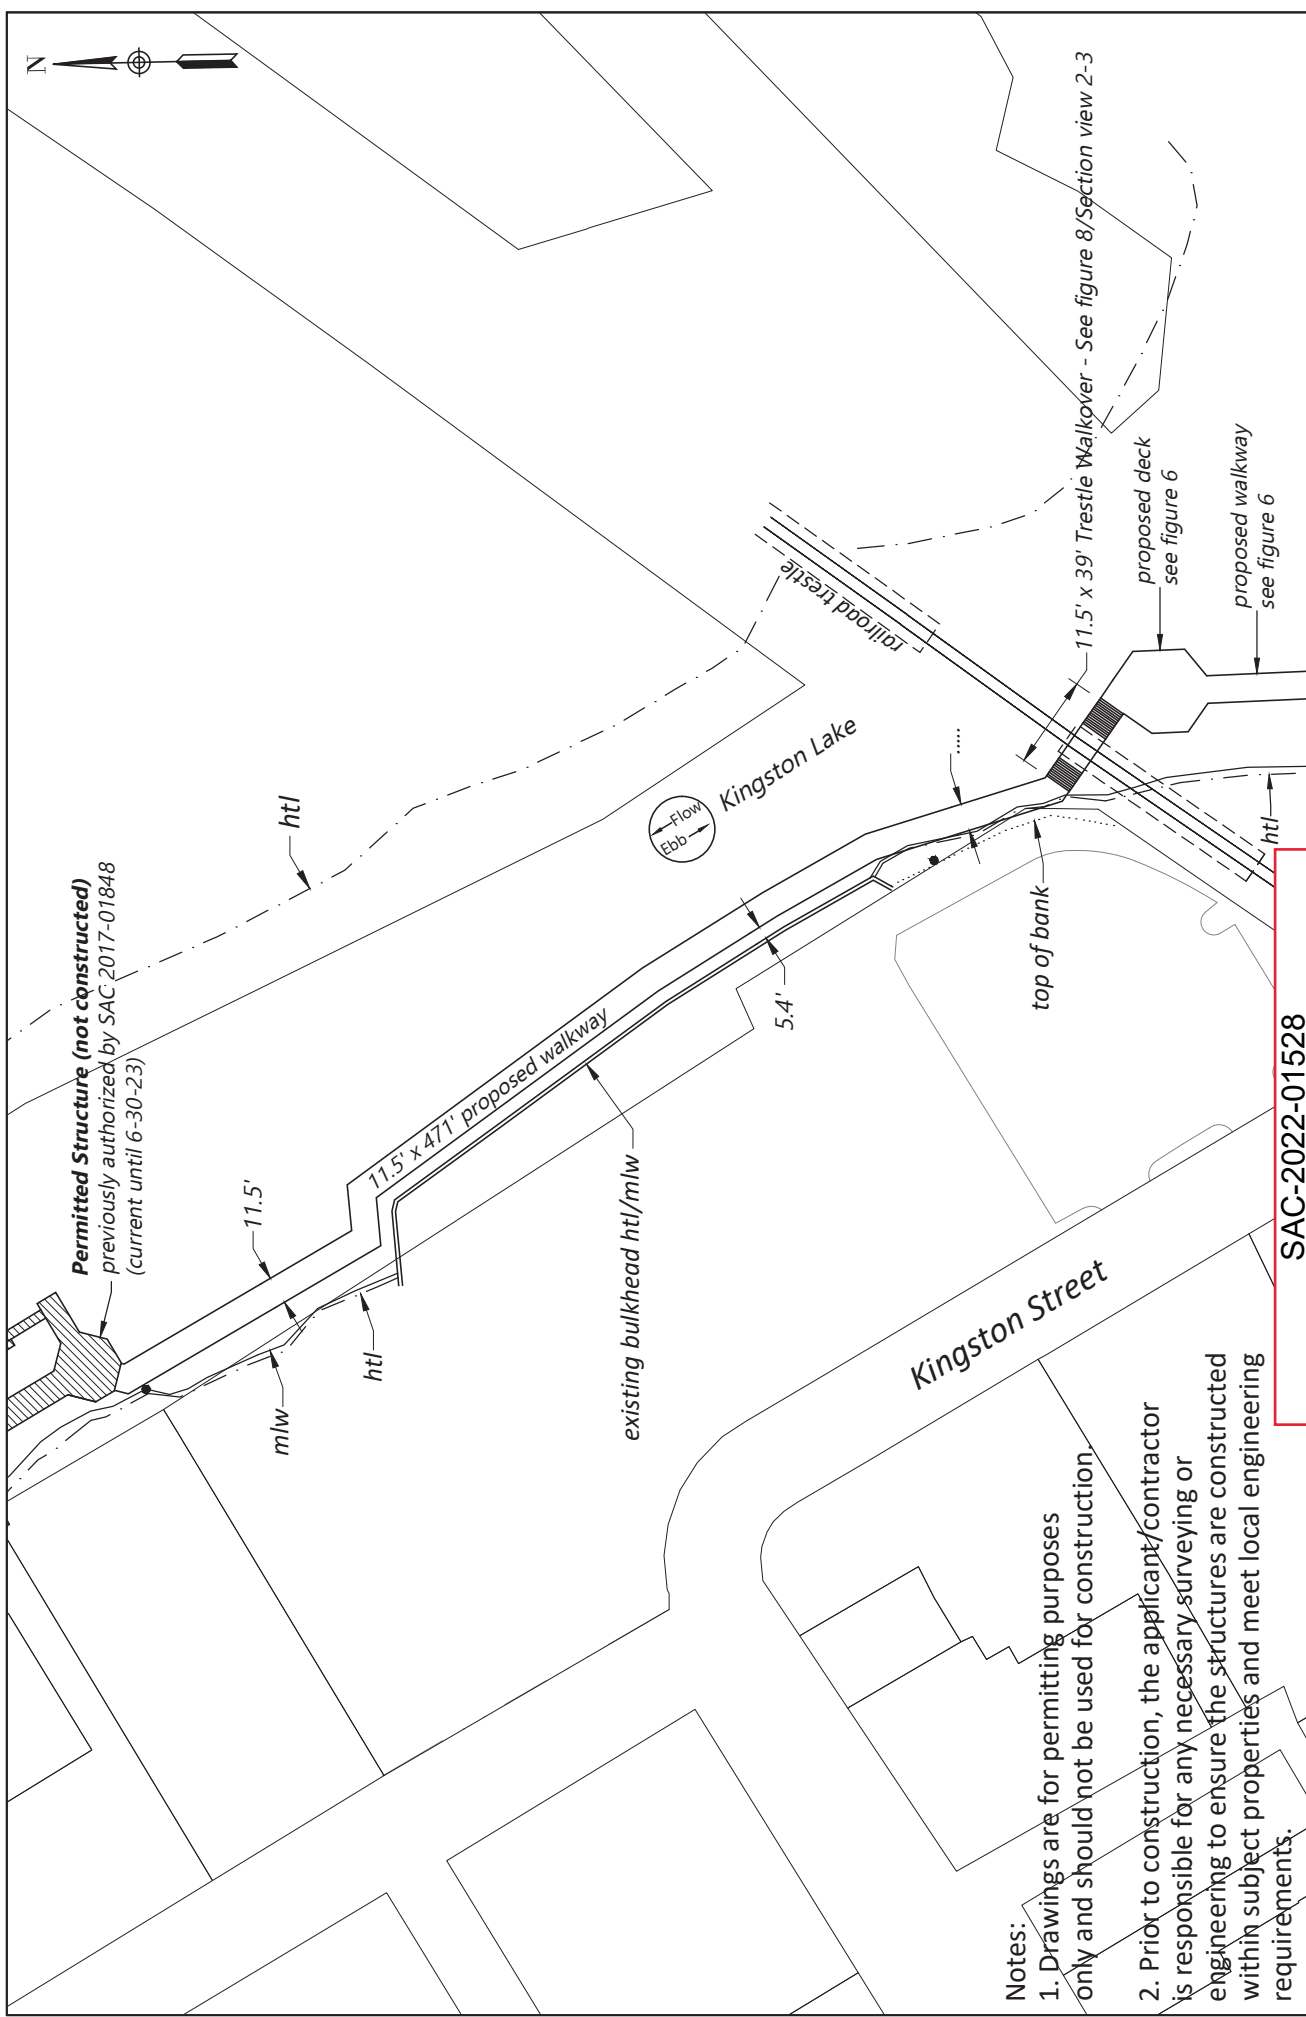 N
Permitted Structure (not constructed)
previously authorized by SAC 2017-01848
(current until 6-30-23)
htl
11.5'
mlw
htl
11.5' x 471' proposed walkway
existing bulkhead htl/mlw
5.4'
Flow
Ebb
Kingston Lake
railroad trestle
.....
top of bank
11.5' x 39' Trestle Walkover - See figure 8/Section view 2-3
proposed deck
see figure 6
proposed walkway
see figure 6
htl
Kingston Street
Notes:
1. Drawings are for permitting purposes
only and should not be used for construction.
2. Prior to construction, the applicant/contractor
is responsible for any necessary surveying or
engineering to ensure the structures are constructed
within subject properties and meet local engineering
requirements.
SAC-2022-01528